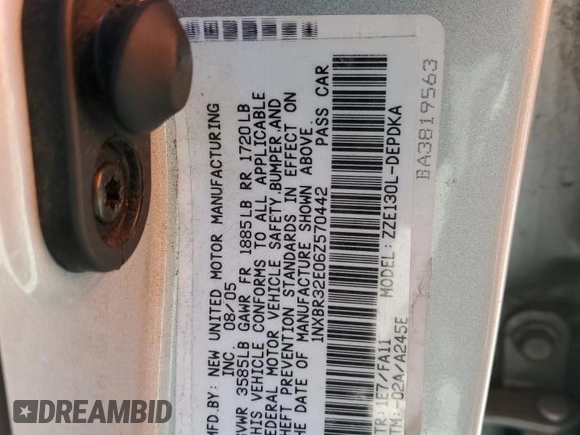 MFD.BY: NEW UNITED MOTOR MANUFACTURING
INC 08/05
GVWR 3585LB GAWR FR 1885LB RR 1720LB
THIS VEHICLE CONFORMS TO ALL APPLICABLE
FEDERAL MOTOR VEHICLE SAFETY,BUMPER,AND
THEFT PREVENTION STANDARDS IN EFFECT ON
THE DATE OF MANUFACTURE SHOWN ABOVE.
1NXBR32E06Z570442 PASS CAR
TR: 1E7/FA11 MODEL: ZZE130L-DEPDKA
TM: -02A/A245E
BA3819563
DREAMBID
DREAMBID